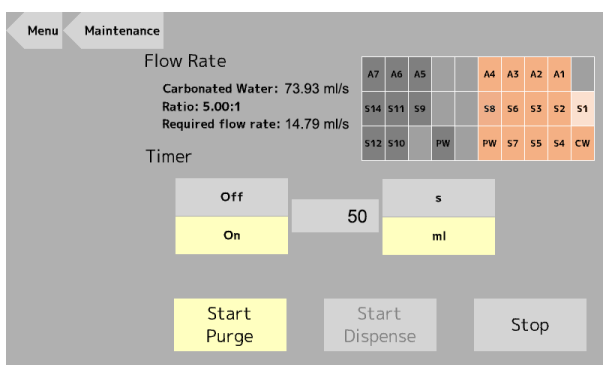 Menu Maintenance
Flow Rate
Carbonated Water: 73.93 ml/s
Ratio: 5.00:1
Required flow rate: 14.79 ml/s
A7 A6 A5 A4 A3 A2 A1
S14 S11 S9 S8 S6 S3 S2 S1
S12 S10 PW PW S7 S5 S4 CW
Timer
Off 50 s
On ml
Start Purge
Start Dispense
Stop